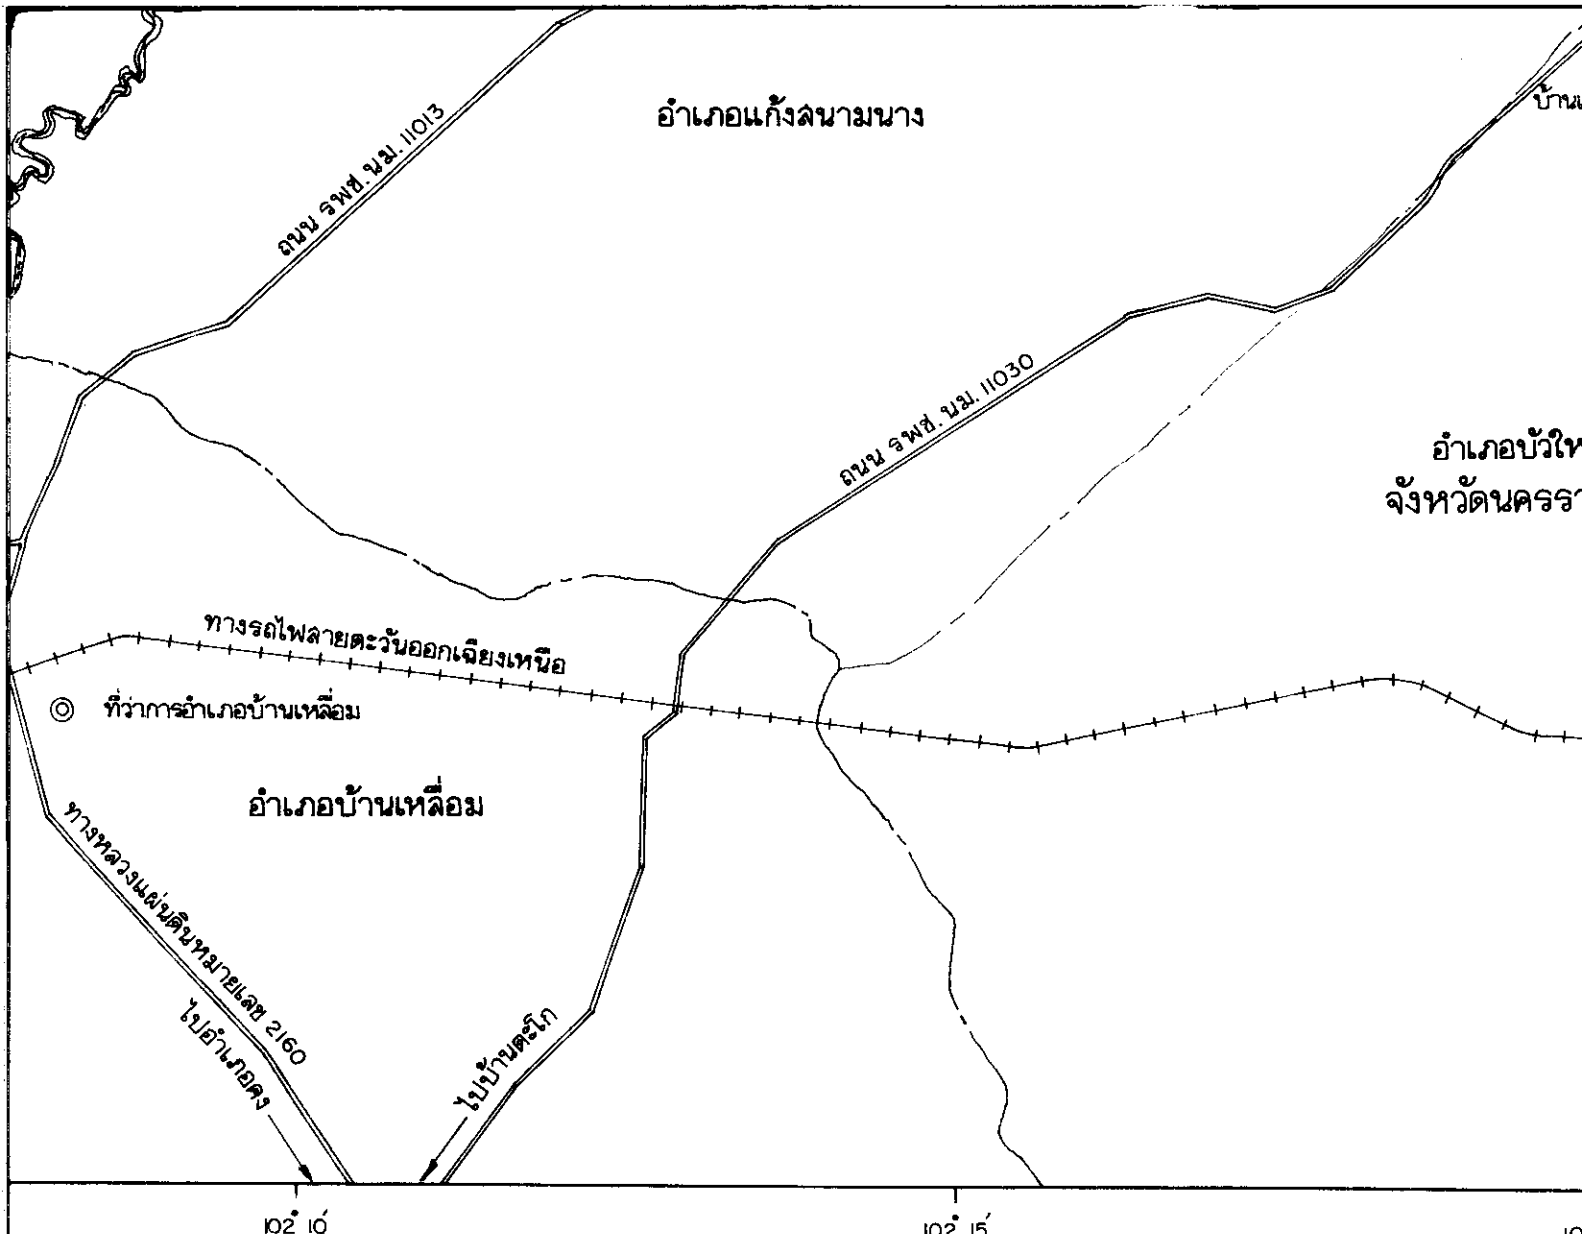 อำเภอแก้งสนามนาง
บ้าน
ถนน รพช. นม. 11013
ถนน รพช. นม. 11030
อำเภอบัวให
จังหวัดนครรา
ทางรถไฟสายตะวันออกเฉียงเหนือ
ที่ว่าการอำเภอบ้านเหลื่อม
อำเภอบ้านเหลื่อม
ทางหลวงแผ่นดินหมายเลข 2160
ไปอำเภอคง
ไปบ้านตะโก
102° 10′
102° 15′